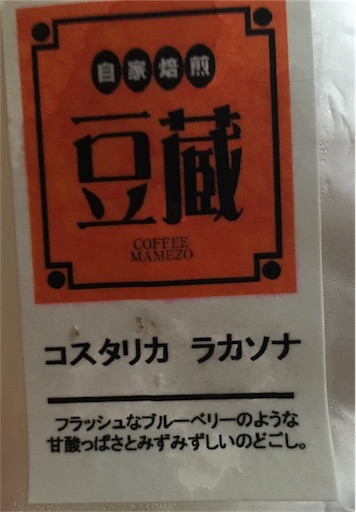 自家焙煎
豆蔵
COFFEE
MAMEZO
コスタリカ ラカソナ
フラッシュなブルーベリーのような
甘酸っぱさとみずみずしいのどごし。